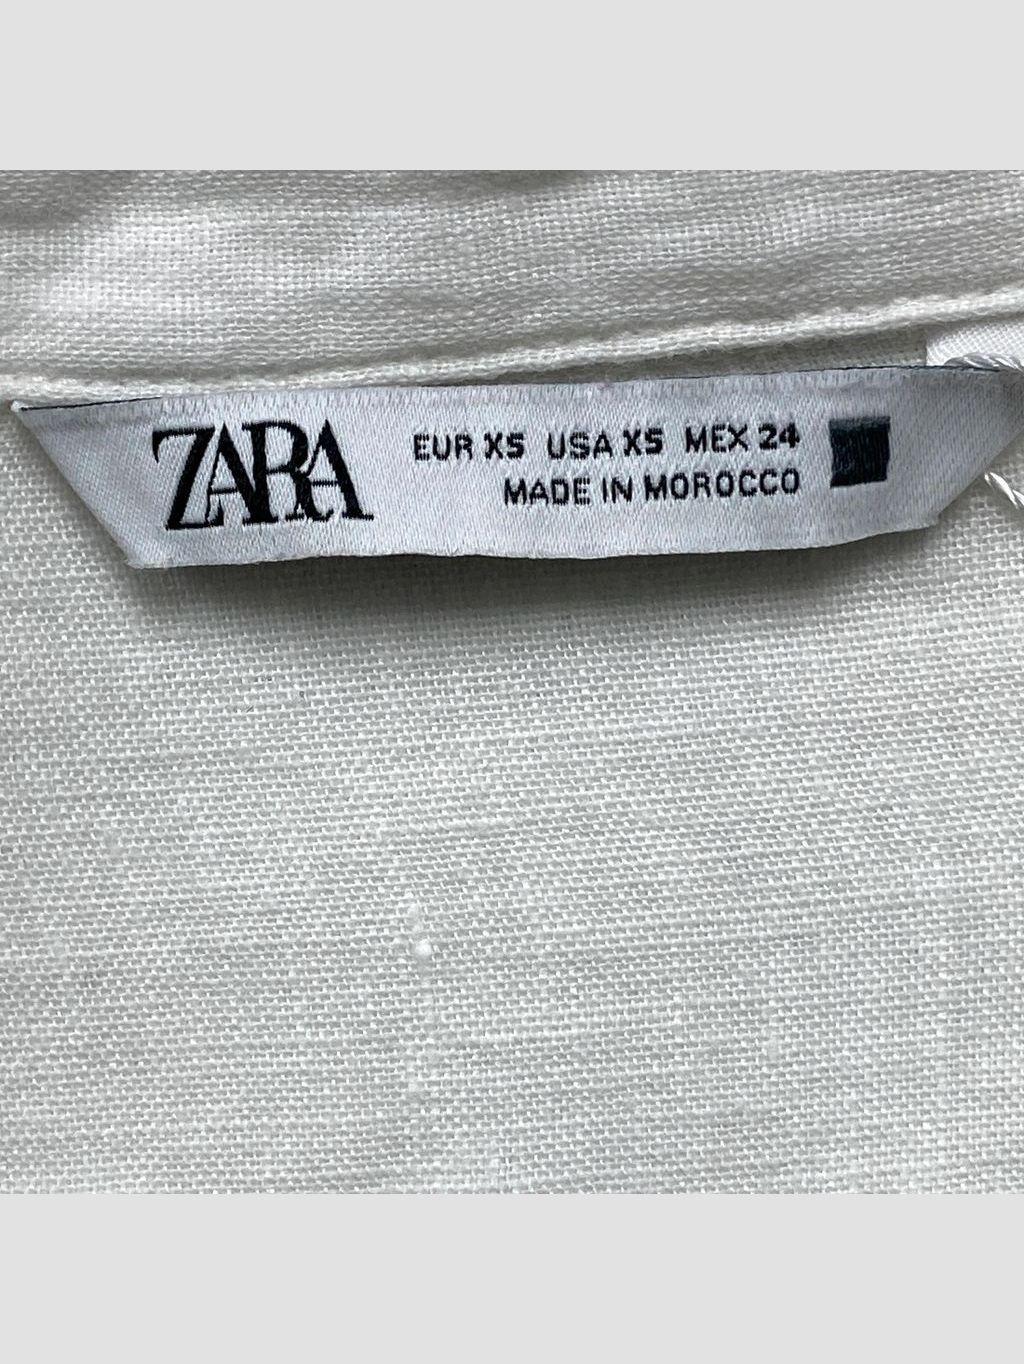 ZARA
EUR XS USA XS MEX 24
MADE IN MOROCCO